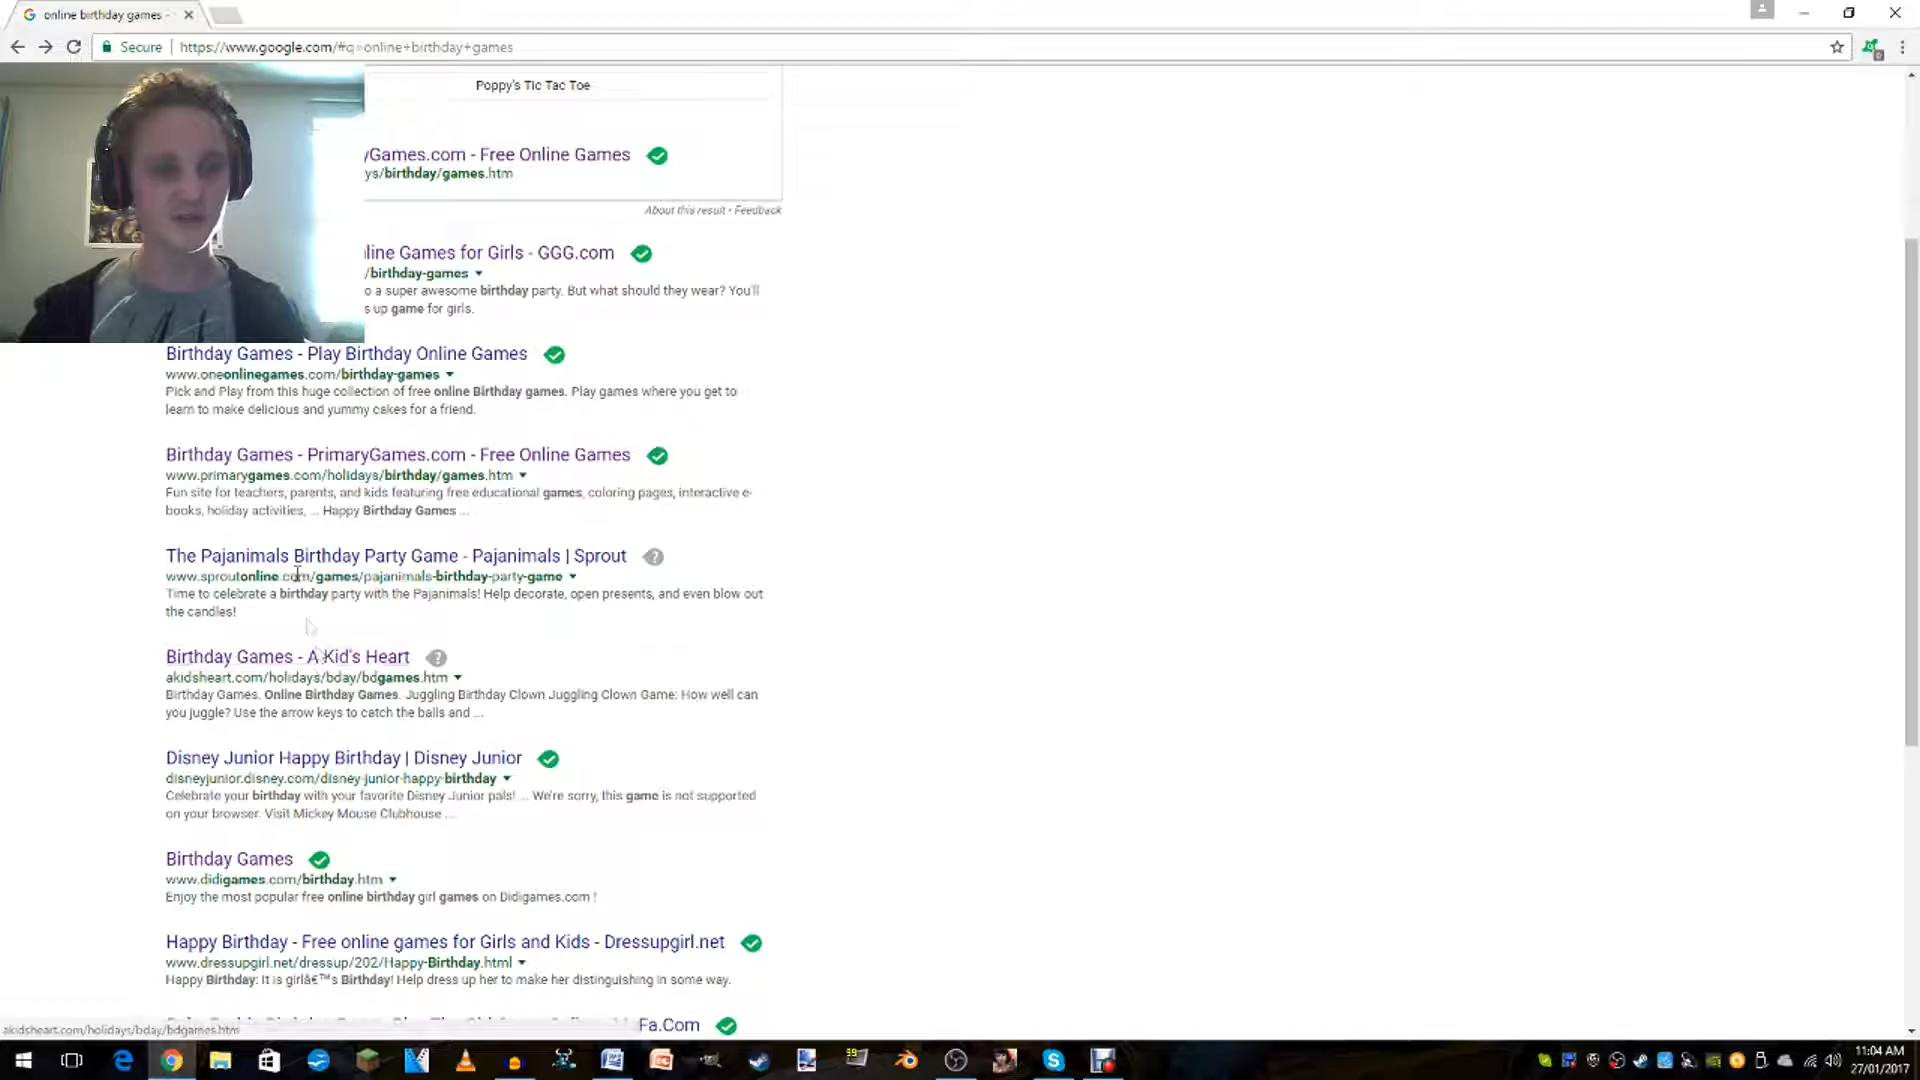 online birthday games -
Secure
https://www.google.com/#q=online+birthday+games
Poppy's Tic Tac Toe
yGames.com - Free Online Games
ys/birthday/games.htm
About this result • Feedback
line Games for Girls - GGG.com
/birthday-games
o a super awesome birthday party. But what should they wear? You'll
s up game for girls.
Birthday Games - Play Birthday Online Games
www.oneonlinegames.com/birthday-games
Pick and Play from this huge collection of free online Birthday games. Play games where you get to
learn to make delicious and yummy cakes for a friend.
Birthday Games - PrimaryGames.com - Free Online Games
www.primarygames.com/holidays/birthday/games.htm
Fun site for teachers, parents, and kids featuring free educational games, coloring pages, interactive e-
books, holiday activities, ... Happy Birthday Games ...
The Pajanimals Birthday Party Game - Pajanimals | Sprout
www.sproutonline.com/games/pajanimals-birthday-party-game
Time to celebrate a birthday party with the Pajanimals! Help decorate, open presents, and even blow out
the candles!
Birthday Games - A Kid's Heart
akidsheart.com/holidays/bday/bdgames.htm
Birthday Games. Online Birthday Games. Juggling Birthday Clown Juggling Clown Game: How well can
you juggle? Use the arrow keys to catch the balls and ...
Disney Junior Happy Birthday | Disney Junior
disneyjunior.disney.com/disney-junior-happy-birthday
Celebrate your birthday with your favorite Disney Junior pals! ... We're sorry, this game is not supported
on your browser. Visit Mickey Mouse Clubhouse ...
Birthday Games
www.didigames.com/birthday.htm
Enjoy the most popular free online birthday girl games on Didigames.com !
Happy Birthday - Free online games for Girls and Kids - Dressupgirl.net
www.dressupgirl.net/dressup/202/Happy-Birthday.html
Happy Birthday: It is girlâ€™s Birthday! Help dress up her to make her distinguishing in some way.
Fa.Com
akidsheart.com/holidays/bday/bdgames.htm
99
11:04 AM
27/01/2017